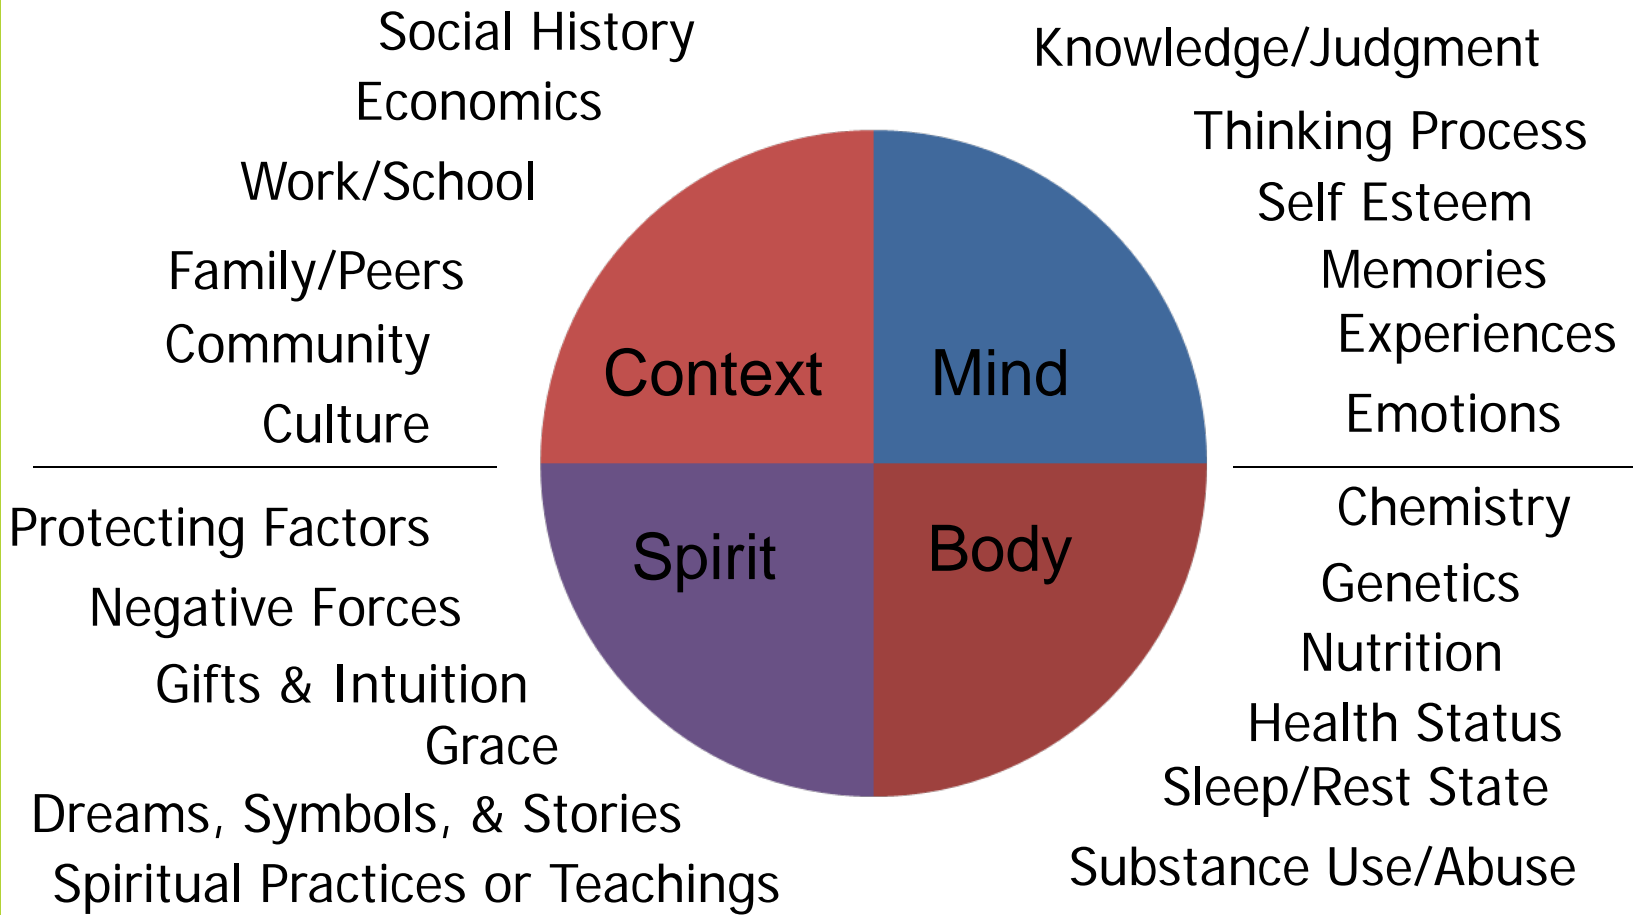 Social History
Economics
Work/School
Family/Peers
Community
Culture
Knowledge/Judgment
Thinking Process
Self Esteem
Memories
Experiences
Emotions
Context
Mind
Spirit
Body
Protecting Factors
Negative Forces
Gifts & Intuition
Grace
Dreams, Symbols, & Stories
Spiritual Practices or Teachings
Chemistry
Genetics
Nutrition
Health Status
Sleep/Rest State
Substance Use/Abuse